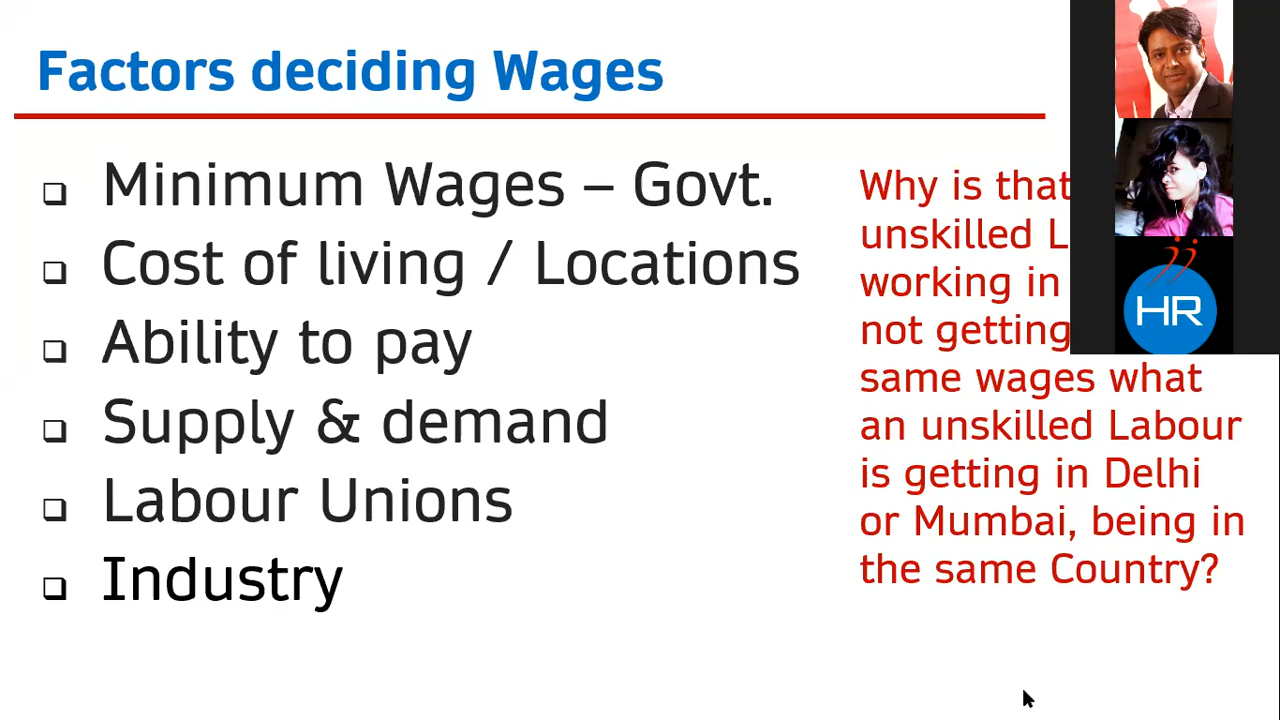 Factors deciding Wages
Minimum Wages – Govt.
Cost of living / Locations
Ability to pay
Supply & demand
Labour Unions
Industry
Why is that
unskilled
working in
not getting
same wages what
an unskilled Labour
is getting in Delhi
or Mumbai, being in
the same Country?
HR